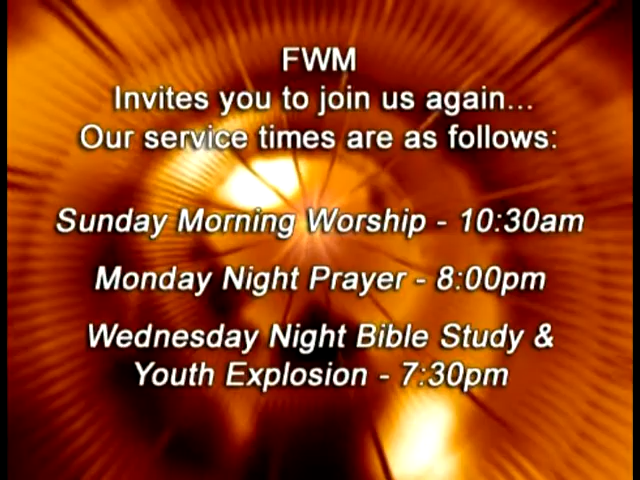 FWM
Invites you to join us again...
Our service times are as follows:
Sunday Morning Worship - 10:30am
Monday Night Prayer - 8:00pm
Wednesday Night Bible Study &
Youth Explosion - 7:30pm